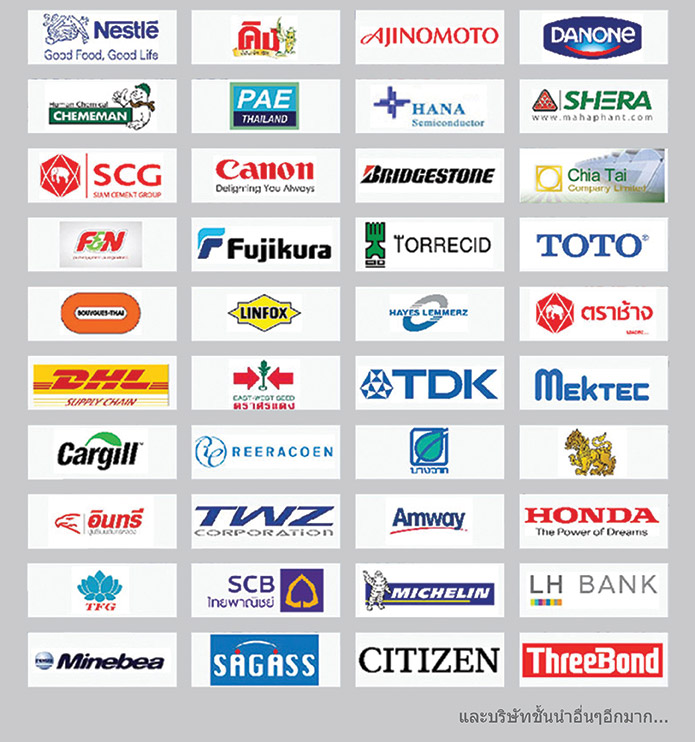 Nestlé
Good Food, Good Life
AJINOMOTO
DANONE
Human Chemical
CHEMEMAN
PAE
THAILAND
HANA
Semiconductor
SHERA
www.mahaphant.com
SCG
SIAM CEMENT GROUP
Canon
Delighting You Always
BRIDGESTONE
Chia Tai
Company Limited
F&N
Fujikura
TORRECID
TOTO®
BOUYGUES-THAI
LINFOX
HAYES LEMMERZ
ตราช้าง
DHL
SUPPLY CHAIN
EAST-WEST SEED
ตราศรแดง
TDK
MEKTEC
Cargill™
REERACOEN
บางจาก
อินทรี
TWZ
CORPORATION
Amway
HONDA
The Power of Dreams
TFG
SCB
ไทยพาณิชย์
MICHELIN
LH BANK
Minebea
SAGASS
CITIZEN
ThreeBond
และบริษัทชั้นนำอื่นๆอีกมาก...